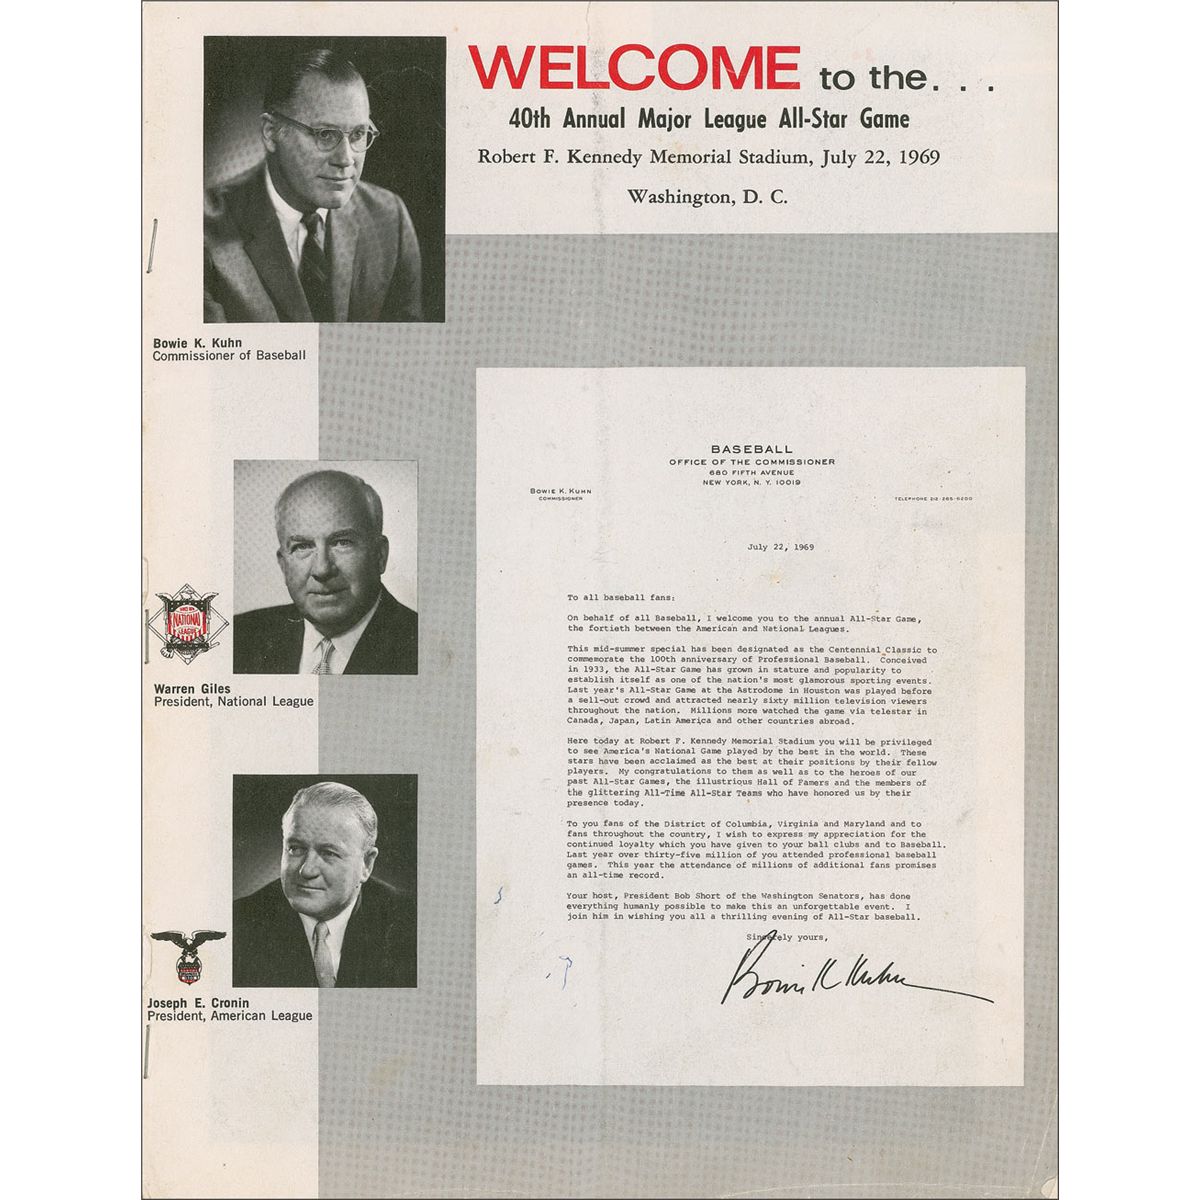 WELCOME to the. . .
40th Annual Major League All-Star Game
Robert F. Kennedy Memorial Stadium, July 22, 1969
Washington, D. C.
Bowie K. Kuhn
Commissioner of Baseball
NATIONAL
LEAGUE
Warren Giles
President, National League
Joseph E. Cronin
President, American League
BASEBALL
OFFICE OF THE COMMISSIONER
680 FIFTH AVENUE
NEW YORK, N. Y. 10019
BOWIE K. KUHN
COMMISSIONER
TELEPHONE 212-265-5200
July 22, 1969
To all baseball fans:
On behalf of all Baseball, I welcome you to the annual All-Star Game,
the fortieth between the American and National Leagues.
This mid-summer special has been designated as the Centennial Classic to
commemorate the 100th anniversary of Professional Baseball. Conceived
in 1933, the All-Star Game has grown in stature and popularity to
establish itself as one of the nation's most glamorous sporting events.
Last year's All-Star Game at the Astrodome in Houston was played before
a sell-out crowd and attracted nearly sixty million television viewers
throughout the nation. Millions more watched the game via telestar in
Canada, Japan, Latin America and other countries abroad.
Here today at Robert F. Kennedy Memorial Stadium you will be privileged
to see America's National Game played by the best in the world. These
stars have been acclaimed as the best at their positions by their fellow
players. My congratulations to them as well as to the heroes of our
past All-Star Games, the illustrious Hall of Famers and the members of
the glittering All-Time All-Star Teams who have honored us by their
presence today.
To you fans of the District of Columbia, Virginia and Maryland and to
fans throughout the country, I wish to express my appreciation for the
continued loyalty which you have given to your ball clubs and to Baseball.
Last year over thirty-five million of you attended professional baseball
games. This year the attendance of millions of additional fans promises
an all-time record.
Your host, President Bob Short of the Washington Senators, has done
everything humanly possible to make this an unforgettable event. I
join him in wishing you all a thrilling evening of All-Star baseball.
Sincerely yours,
Bowie K Kuhn